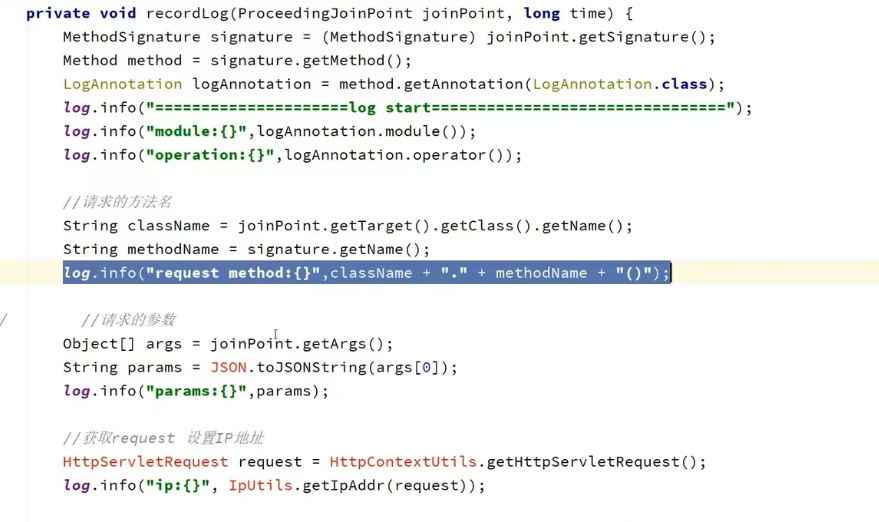 private void recordLog(ProceedingJoinPoint joinPoint, long time) {
MethodSignature signature = (MethodSignature) joinPoint.getSignature();
Method method = signature.getMethod();
LogAnnotation logAnnotation = method.getAnnotation(LogAnnotation.class);
log.info("=====================log start================================");
log.info("module:{}",logAnnotation.module());
log.info("operation:{}",logAnnotation.operator());
//请求的方法名
String className = joinPoint.getTarget().getClass().getName();
String methodName = signature.getName();
log.info("request method:{}",className + "." + methodName + "()");
/ //请求的参数
Object[] args = joinPoint.getArgs();
String params = JSON.toJSONString(args[0]);
log.info("params:{}",params);
//获取request 设置IP地址
HttpServletRequest request = HttpContextUtils.getHttpServletRequest();
log.info("ip:{}", IpUtils.getIpAddr(request));